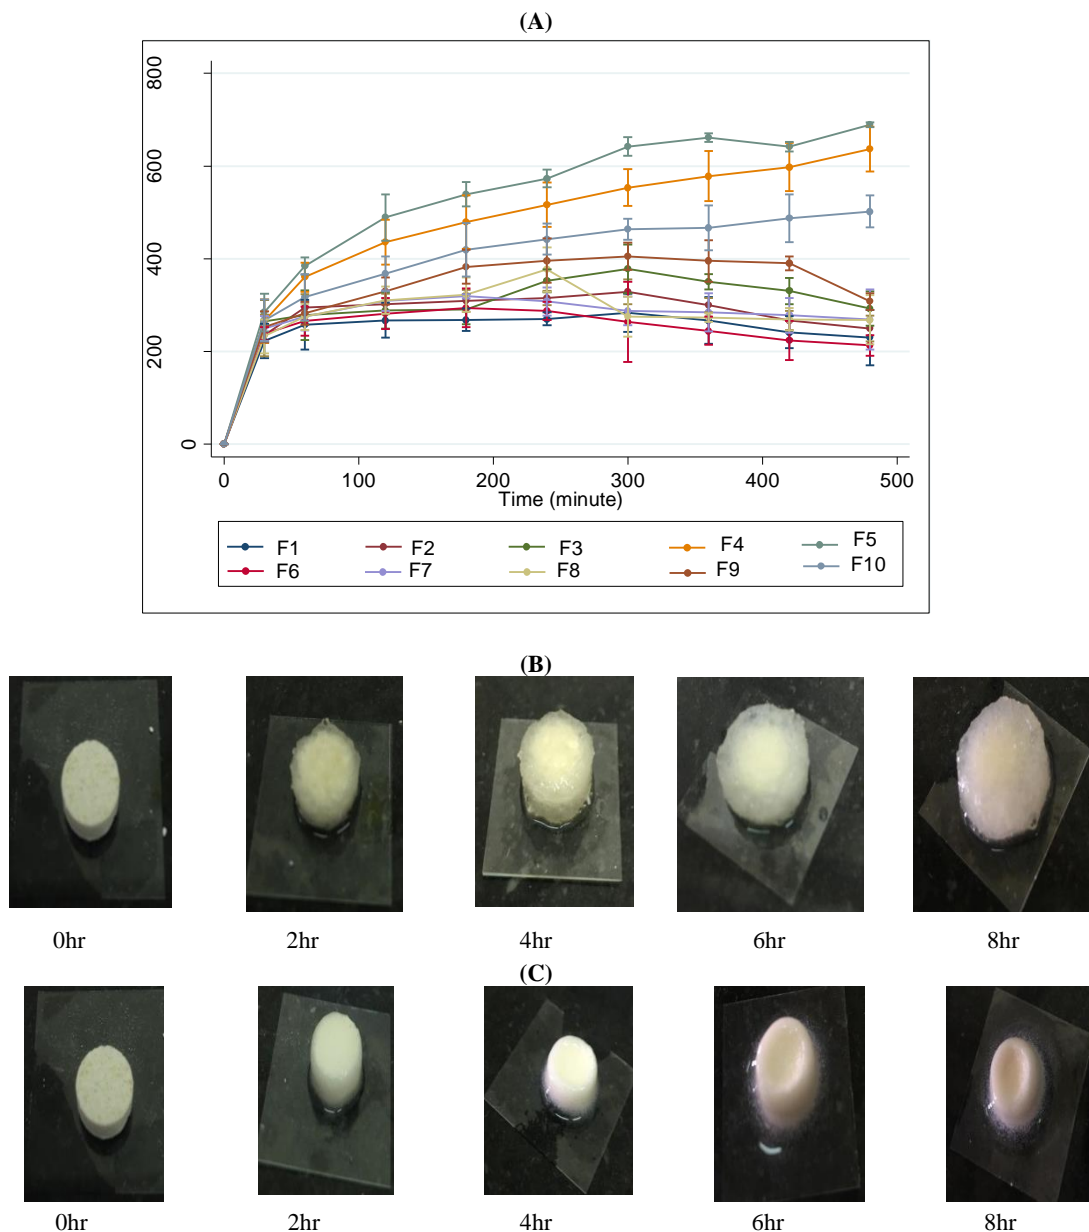 (A)
800
600
400
200
0
0 100 200 300 400 500
Time (minute)
F1 F2 F3 F4 F5
F6 F7 F8 F9 F10
(B)
0hr 2hr 4hr 6hr 8hr
(C)
0hr 2hr 4hr 6hr 8hr